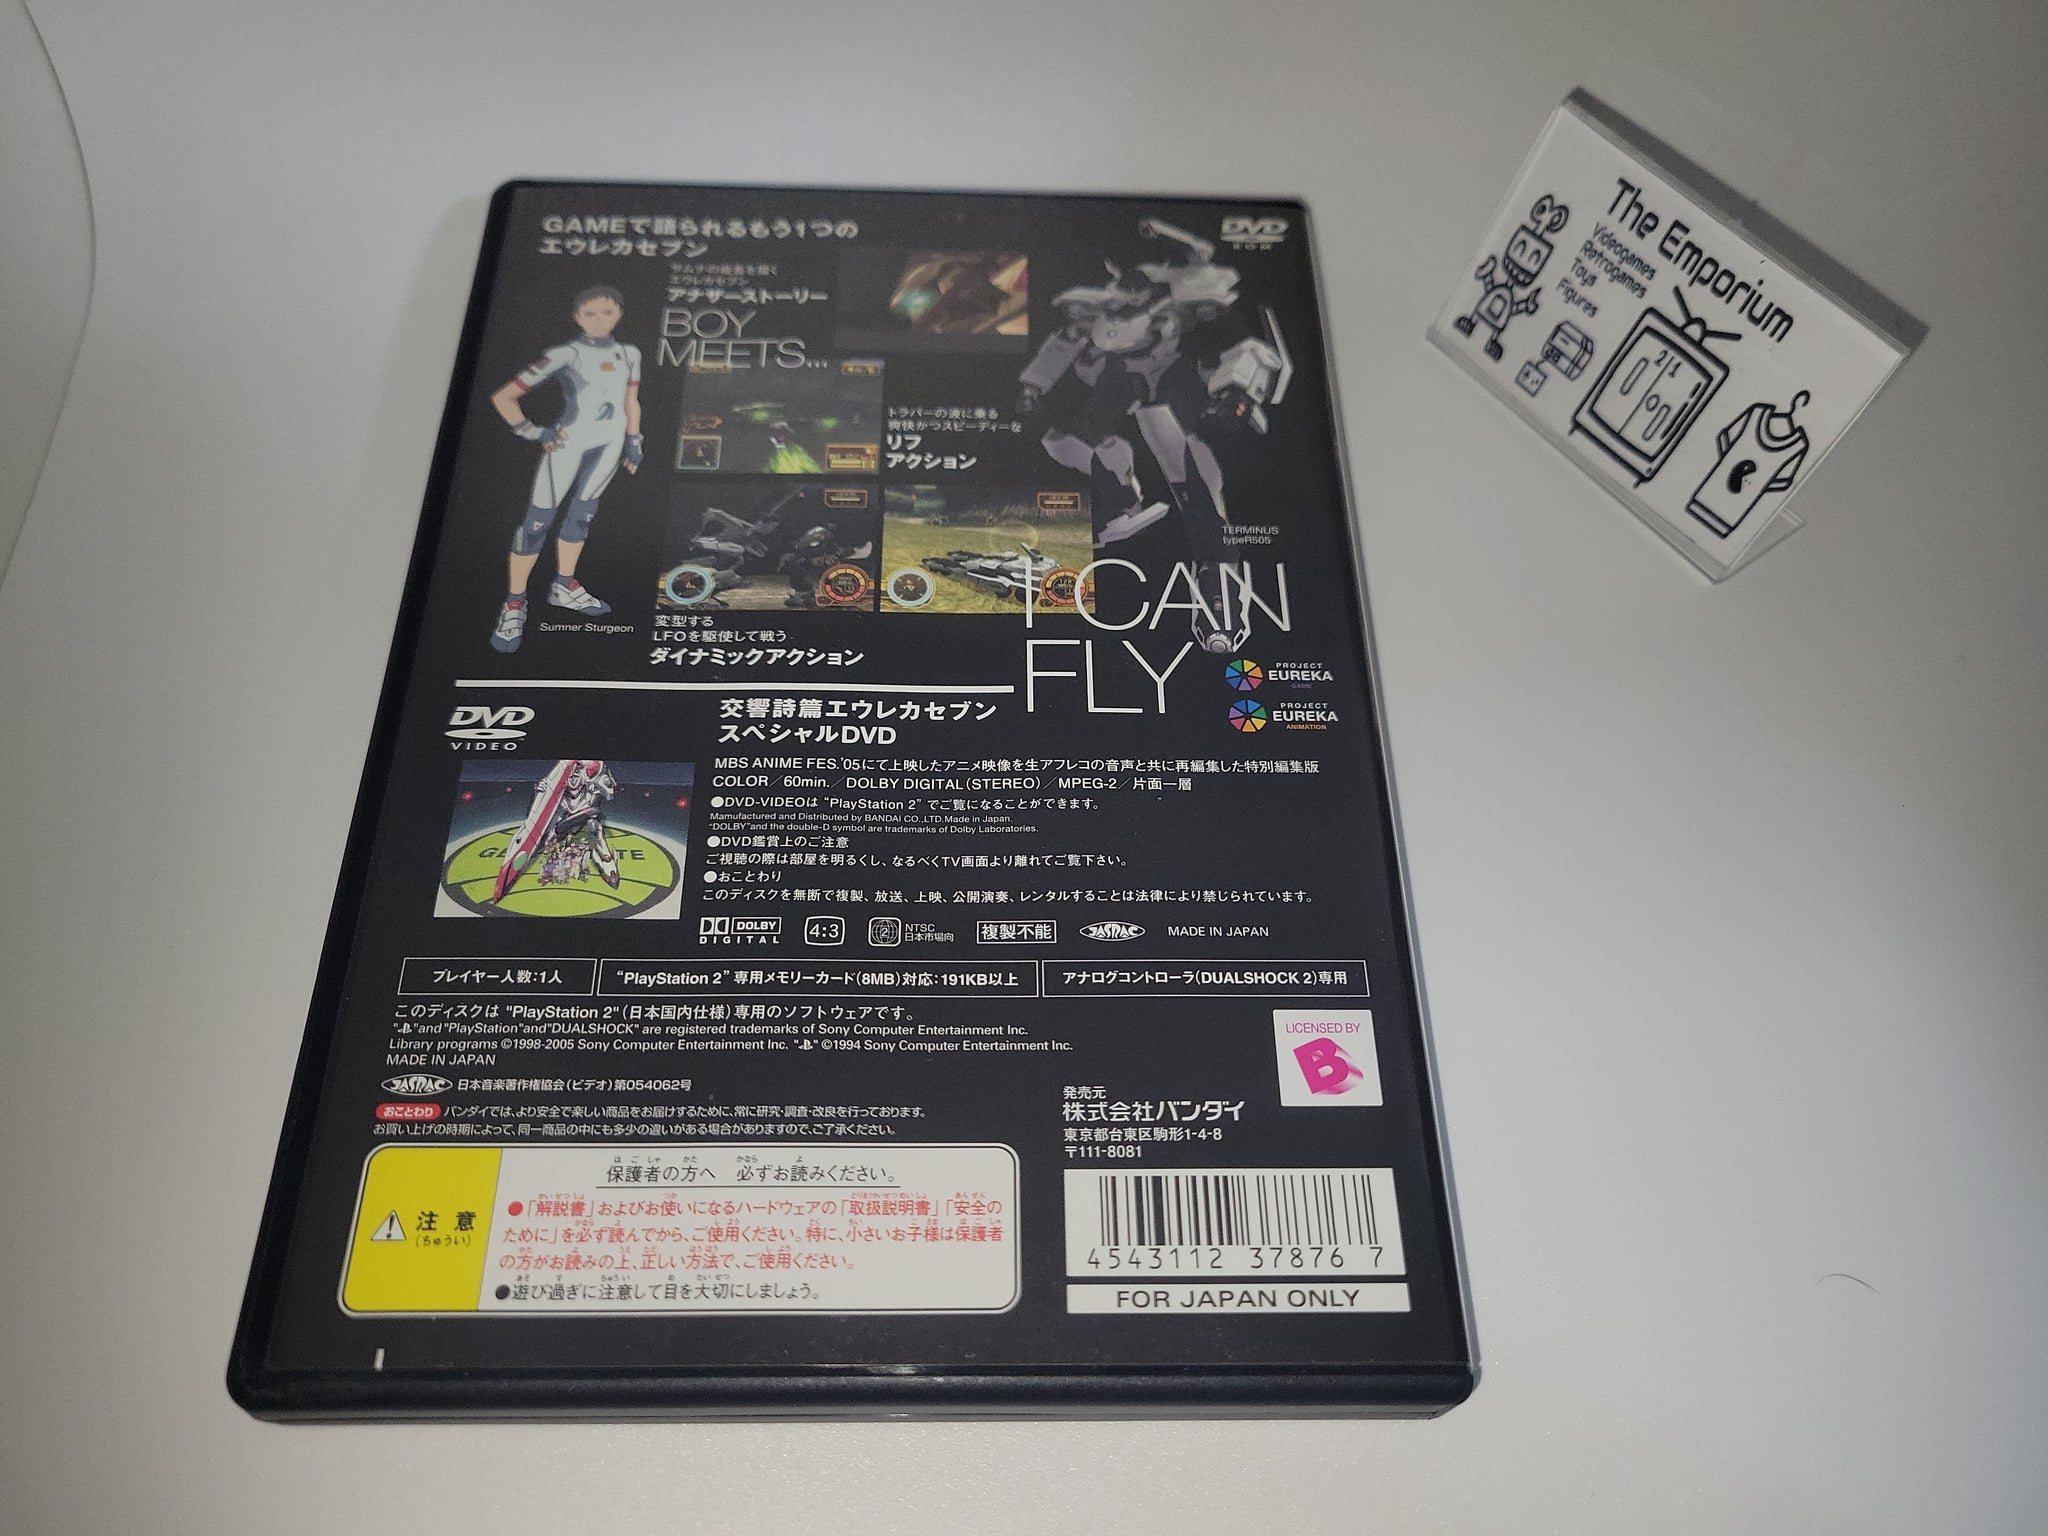 GAMEで語られるもう1つの
エウレカセブン
DVD
ROM
サムナの視点を描く
エウレカセブン
アナザーストーリー
BOY
MEETS...
トラパーの波に乗る
爽快かつスピーディーな
リフ
アクション
TERMINUS
typeR505
Sumner Sturgeon
変型する
LFOを駆使して戦う
ダイナミックアクション
I CAN
FLY
PROJECT
EUREKA
GAME
PROJECT
EUREKA
ANIMATION
DVD
VIDEO
交響詩篇エウレカセブン
スペシャルDVD
MBS ANIME FES.'05にて上映したアニメ映像を生アフレコの音声と共に再編集した特別編集版
COLOR／60min.／DOLBY DIGITAL(STEREO)／MPEG-2／片面一層
●DVD-VIDEOは“PlayStation 2”でご覧になることができます。
Mamufactured and Distributed by BANDAI CO.,LTD.Made in Japan.
“DOLBY”and the double-D symbol are trademarks of Dolby Laboratories.
●DVD鑑賞上のご注意
ご視聴の際は部屋を明るくし、なるべくTV画面より離れてご覧下さい。
●おことわり
このディスクを無断で複製、放送、上映、公開演奏、レンタルすることは法律により禁じられています。
DOLBY
DIGITAL
4:3
2
NTSC
日本市場向
複製不能
JASRAC
MADE IN JAPAN
プレイヤー人数:1人
“PlayStation 2”専用メモリーカード(8MB)対応:191KB以上
アナログコントローラ(DUALSHOCK 2)専用
このディスクは "PlayStation 2"(日本国内仕様)専用のソフトウェアです。
" "and "PlayStation"and"DUALSHOCK" are registered trademarks of Sony Computer Entertainment Inc.
Library programs ©1998-2005 Sony Computer Entertainment Inc. " " ©1994 Sony Computer Entertainment Inc.
MADE IN JAPAN
JASRAC 日本音楽著作権協会(ビデオ)第054062号
おことわり バンダイでは、より安全で楽しい商品をお届けするために、常に研究・調査・改良を行っております。
お買い上げの時期によって、同一商品の中にも多少の違いがある場合がありますので、ご了承ください。
LICENSED BY
B
発売元
株式会社バンダイ
東京都台東区駒形1-4-8
〒111-8081
注意
(ちゅうい)
保護者の方へ 必ずお読みください。
●「解説書」およびお使いになるハードウェアの「取扱説明書」「安全の
ために」を必ず読んでから、ご使用ください。特に、小さいお子様は保護者
の方がお読みの上、正しい方法で、ご使用ください。
●遊び過ぎに注意して目を大切にしましょう。
4543112 37876 7
FOR JAPAN ONLY
The Emporium
Videogames
Retrogames
Toys
Figures